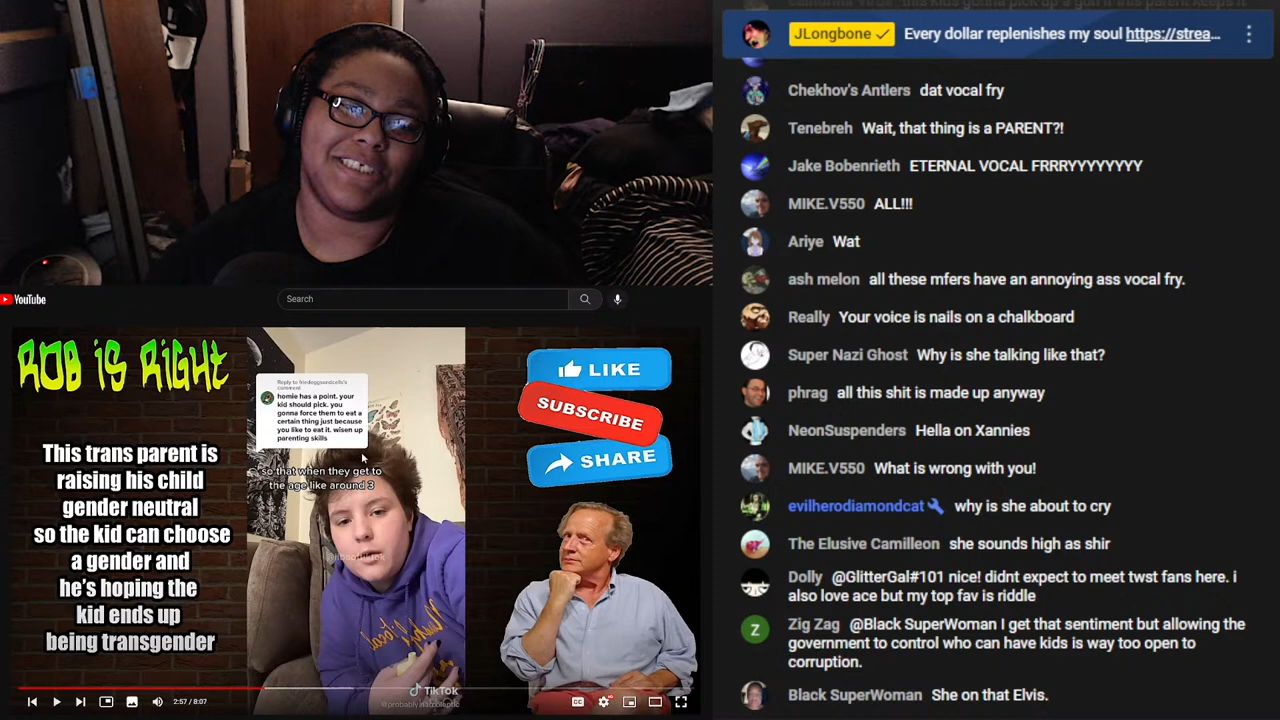 JLongbone Every dollar replenishes my soul https://strea...
Chekhov's Antlers dat vocal fry
Tenebreh Wait, that thing is a PARENT?!
Jake Bobenrieth ETERNAL VOCAL FRRRYYYYYYYY
MIKE.V550 ALL!!!
Ariye Wat
ash melon all these mfers have an annoying ass vocal fry.
Really Your voice is nails on a chalkboard
Super Nazi Ghost Why is she talking like that?
phrag all this shit is made up anyway
NeonSuspenders Hella on Xannies
MIKE.V550 What is wrong with you!
evilherodiamondcat why is she about to cry
The Elusive Camilleon she sounds high as shir
Dolly @GlitterGal#101 nice! didnt expect to meet twst fans here. i
also love ace but my top fav is riddle
Zig Zag @Black SuperWoman I get that sentiment but allowing the
government to control who can have kids is way too open to
corruption.
Black SuperWoman She on that Elvis.
YouTube
Search
ROB iS RiGHT
This trans parent is
raising his child
gender neutral
so the kid can choose
a gender and
he's hoping the
kid ends up
being transgender
Reply to friedeggsandcells's
comment
homie has a point. your
kid should pick. you
gonna force them to eat a
certain thing just because
you like to eat it. wisen up
parenting skills
so that when they get to
the age like around 3
LIKE
SUBSCRIBE
SHARE
TikTok
2:57 / 8:07
CC